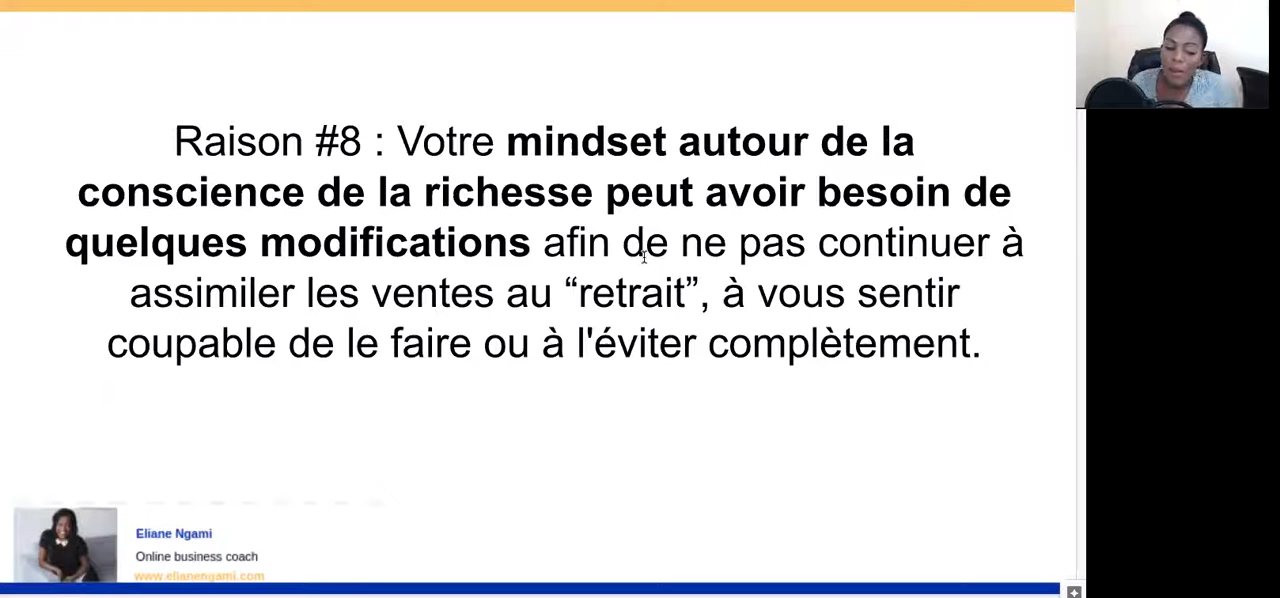 Raison #8 : Votre mindset autour de la
conscience de la richesse peut avoir besoin de
quelques modifications afin de ne pas continuer à
assimiler les ventes au “retrait”, à vous sentir
coupable de le faire ou à l'éviter complètement.
Eliane Ngami
Online business coach
www.elianengami.com